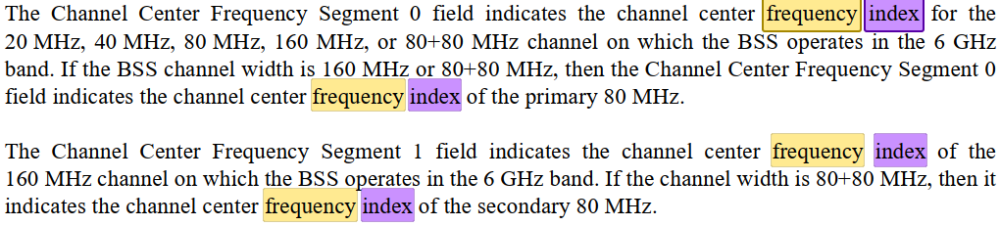 The Channel Center Frequency Segment 0 field indicates the channel center frequency index for the
20 MHz, 40 MHz, 80 MHz, 160 MHz, or 80+80 MHz channel on which the BSS operates in the 6 GHz
band. If the BSS channel width is 160 MHz or 80+80 MHz, then the Channel Center Frequency Segment 0
field indicates the channel center frequency index of the primary 80 MHz.
The Channel Center Frequency Segment 1 field indicates the channel center frequency index of the
160 MHz channel on which the BSS operates in the 6 GHz band. If the channel width is 80+80 MHz, then it
indicates the channel center frequency index of the secondary 80 MHz.